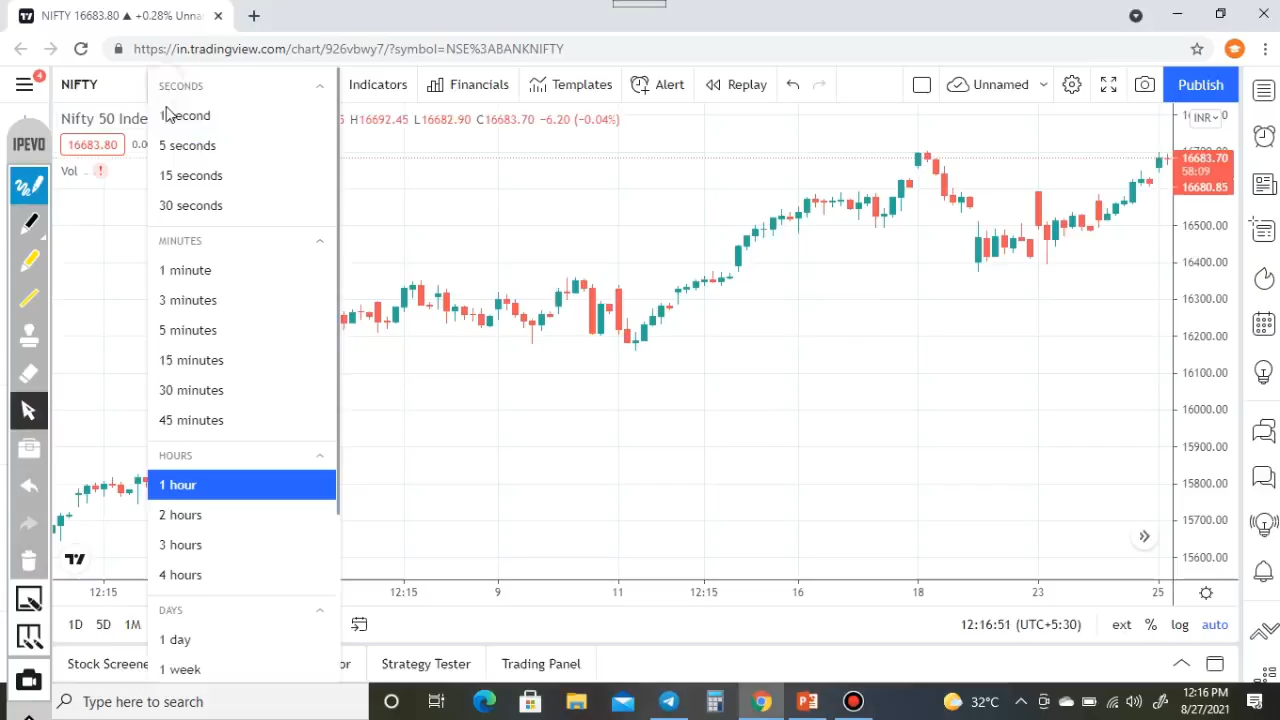 NIFTY 16683.80 ▲ +0.28% Unna
https://in.tradingview.com/chart/926vbwy7/?symbol=NSE%3ABANKNIFTY
4
NIFTY
Indicators
Financials
Templates
Alert
Replay
Unnamed
Publish
Nifty 50 Inde
H16692.45 L16682.90 C16683.70 −6.20 (−0.04%)
INR
16683.80
0.0
Vol
IPEVO
SECONDS
1 second
5 seconds
15 seconds
30 seconds
MINUTES
1 minute
3 minutes
5 minutes
15 minutes
30 minutes
45 minutes
HOURS
1 hour
2 hours
3 hours
4 hours
DAYS
1 day
1 week
16683.70
58:09
16680.85
16500.00
16400.00
16300.00
16200.00
16100.00
16000.00
15900.00
15800.00
15700.00
15600.00
12:15
12:15
9
11
12:15
16
18
23
25
1D
5D
1M
12:16:51 (UTC+5:30)
ext
%
log
auto
Stock Screene
or
Strategy Tester
Trading Panel
Type here to search
32°C
12:16 PM
8/27/2021